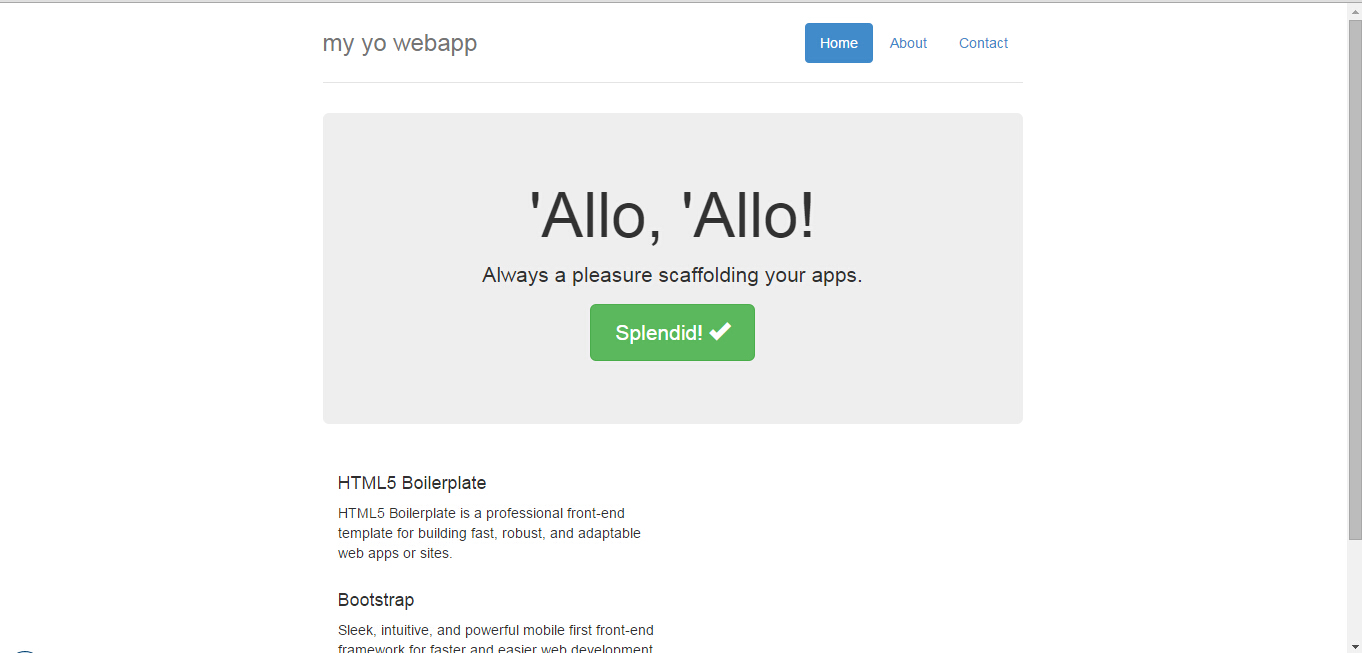 my yo webapp
Home About Contact
'Allo, 'Allo!
Always a pleasure scaffolding your apps.
Splendid!
HTML5 Boilerplate
HTML5 Boilerplate is a professional front-end
template for building fast, robust, and adaptable
web apps or sites.
Bootstrap
Sleek, intuitive, and powerful mobile first front-end
framework for faster and easier web development